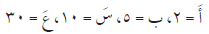 أَ = ٢، ب = ٥، سَ = ١٠، عَ = ٣٠